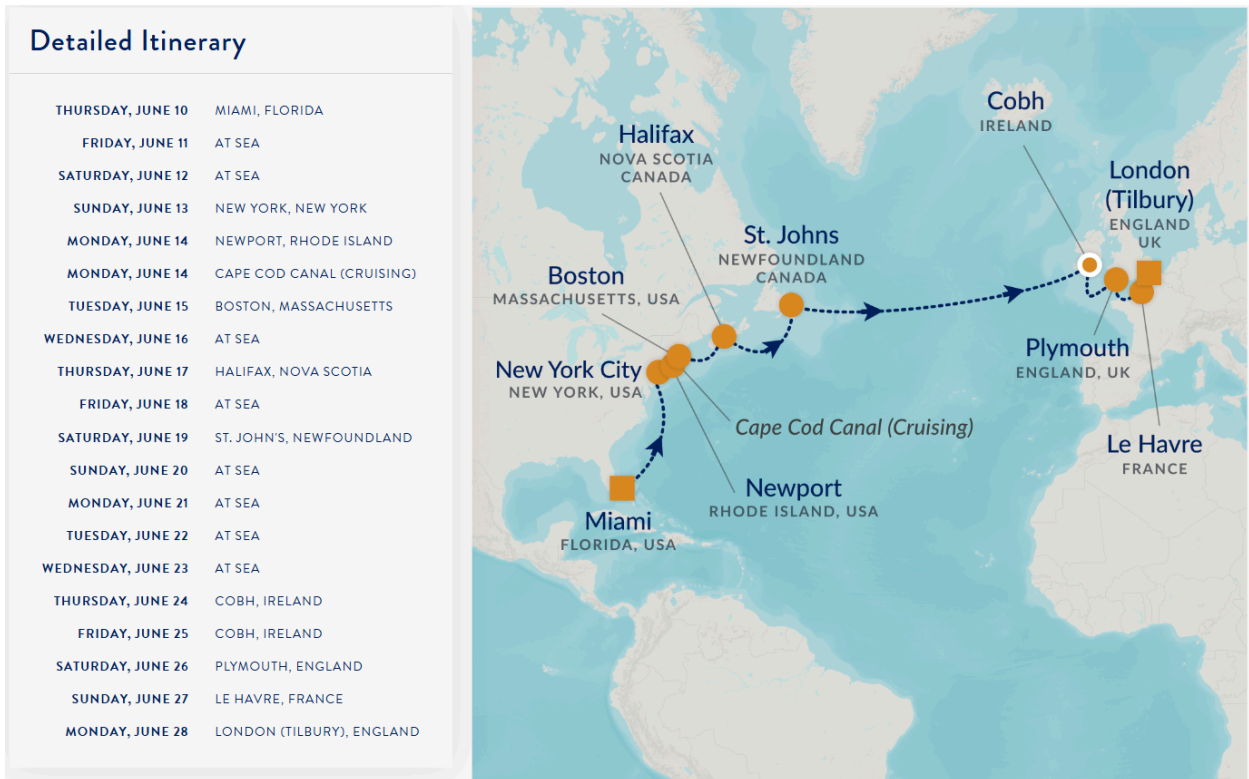 Detailed Itinerary
THURSDAY, JUNE 10 MIAMI, FLORIDA
FRIDAY, JUNE 11 AT SEA
SATURDAY, JUNE 12 AT SEA
SUNDAY, JUNE 13 NEW YORK, NEW YORK
MONDAY, JUNE 14 NEWPORT, RHODE ISLAND
MONDAY, JUNE 14 CAPE COD CANAL (CRUISING)
TUESDAY, JUNE 15 BOSTON, MASSACHUSETTS
WEDNESDAY, JUNE 16 AT SEA
THURSDAY, JUNE 17 HALIFAX, NOVA SCOTIA
FRIDAY, JUNE 18 AT SEA
SATURDAY, JUNE 19 ST. JOHN'S, NEWFOUNDLAND
SUNDAY, JUNE 20 AT SEA
MONDAY, JUNE 21 AT SEA
TUESDAY, JUNE 22 AT SEA
WEDNESDAY, JUNE 23 AT SEA
THURSDAY, JUNE 24 COBH, IRELAND
FRIDAY, JUNE 25 COBH, IRELAND
SATURDAY, JUNE 26 PLYMOUTH, ENGLAND
SUNDAY, JUNE 27 LE HAVRE, FRANCE
MONDAY, JUNE 28 LONDON (TILBURY), ENGLAND
Cobh
IRELAND
Halifax
NOVA SCOTIA
CANADA
London
(Tilbury)
ENGLAND
UK
St. Johns
NEWFOUNDLAND
CANADA
Boston
MASSACHUSETTS, USA
Plymouth
ENGLAND, UK
New York City
NEW YORK, USA
Cape Cod Canal (Cruising)
Le Havre
FRANCE
Newport
RHODE ISLAND, USA
Miami
FLORIDA, USA